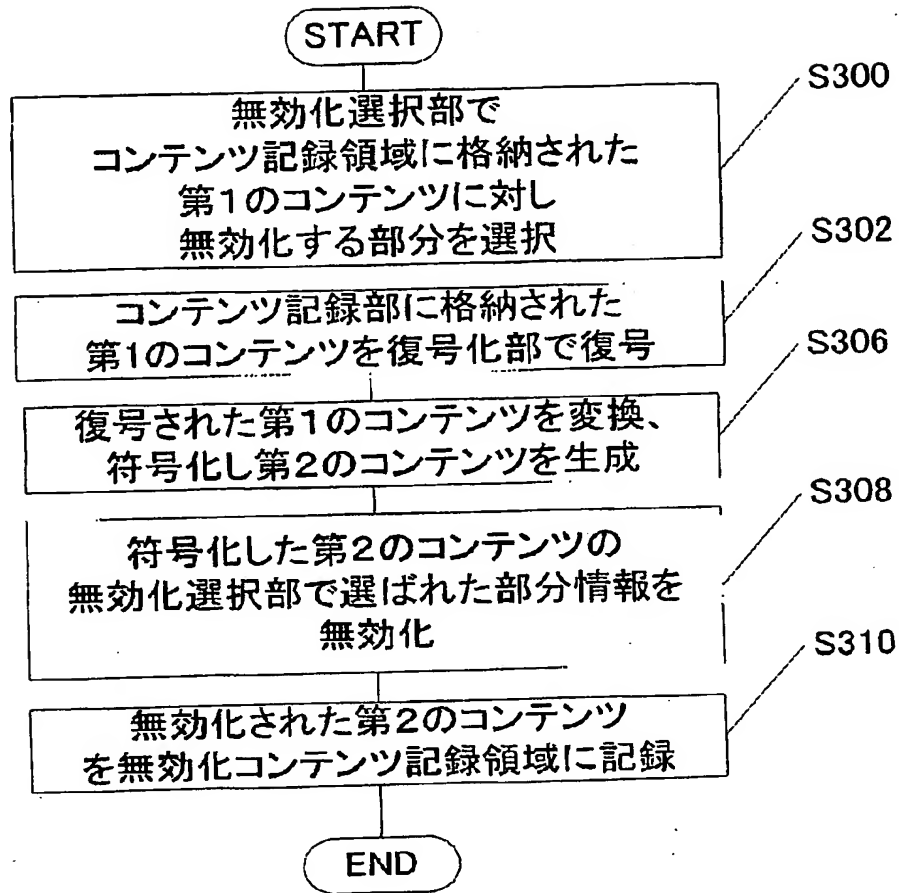 START
S300
無効化選択部で
コンテンツ記録領域に格納された
第1のコンテンツに対し
無効化する部分を選択
S302
コンテンツ記録部に格納された
第1のコンテンツを復号化部で復号
S306
復号された第1のコンテンツを変換、
符号化し第2のコンテンツを生成
S308
符号化した第2のコンテンツの
無効化選択部で選ばれた部分情報を
無効化
S310
無効化された第2のコンテンツ
を無効化コンテンツ記録領域に記録
END